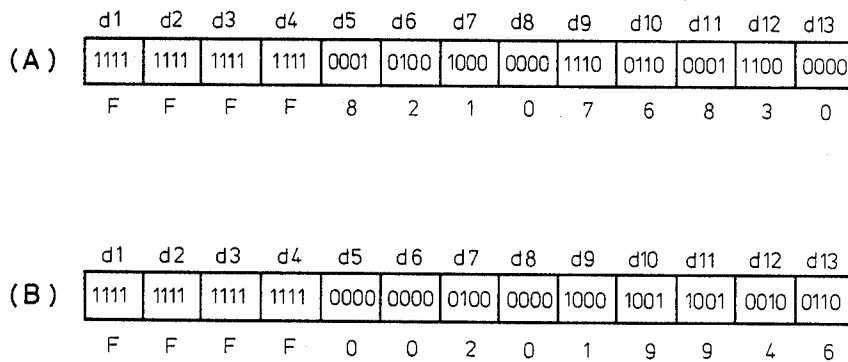 d1 d2 d3 d4 d5 d6 d7 d8 d9 d10 d11 d12 d13
(A) 1111 1111 1111 1111 0001 0100 1000 0000 1110 0110 0001 1100 0000
F F F F 8 2 1 0 7 6 8 3 0
d1 d2 d3 d4 d5 d6 d7 d8 d9 d10 d11 d12 d13
(B) 1111 1111 1111 1111 0000 0000 0100 0000 1000 1001 1001 0010 0110
F F F F 0 0 2 0 1 9 9 4 6